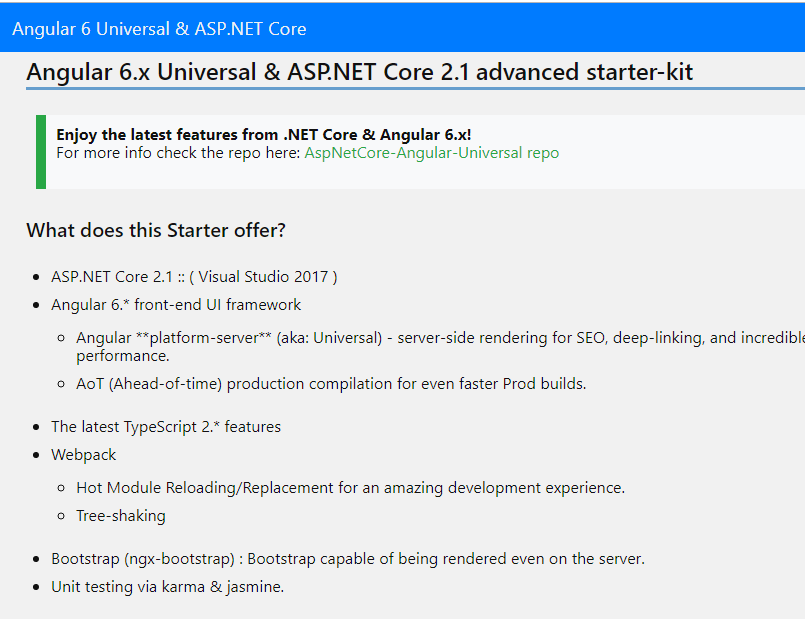 Angular 6 Universal & ASP.NET Core
Angular 6.x Universal & ASP.NET Core 2.1 advanced starter-kit
Enjoy the latest features from .NET Core & Angular 6.x!
For more info check the repo here: AspNetCore-Angular-Universal repo
What does this Starter offer?
ASP.NET Core 2.1 :: ( Visual Studio 2017 )
Angular 6.* front-end UI framework
Angular **platform-server** (aka: Universal) - server-side rendering for SEO, deep-linking, and incredible
performance.
AoT (Ahead-of-time) production compilation for even faster Prod builds.
The latest TypeScript 2.* features
Webpack
Hot Module Reloading/Replacement for an amazing development experience.
Tree-shaking
Bootstrap (ngx-bootstrap) : Bootstrap capable of being rendered even on the server.
Unit testing via karma & jasmine.